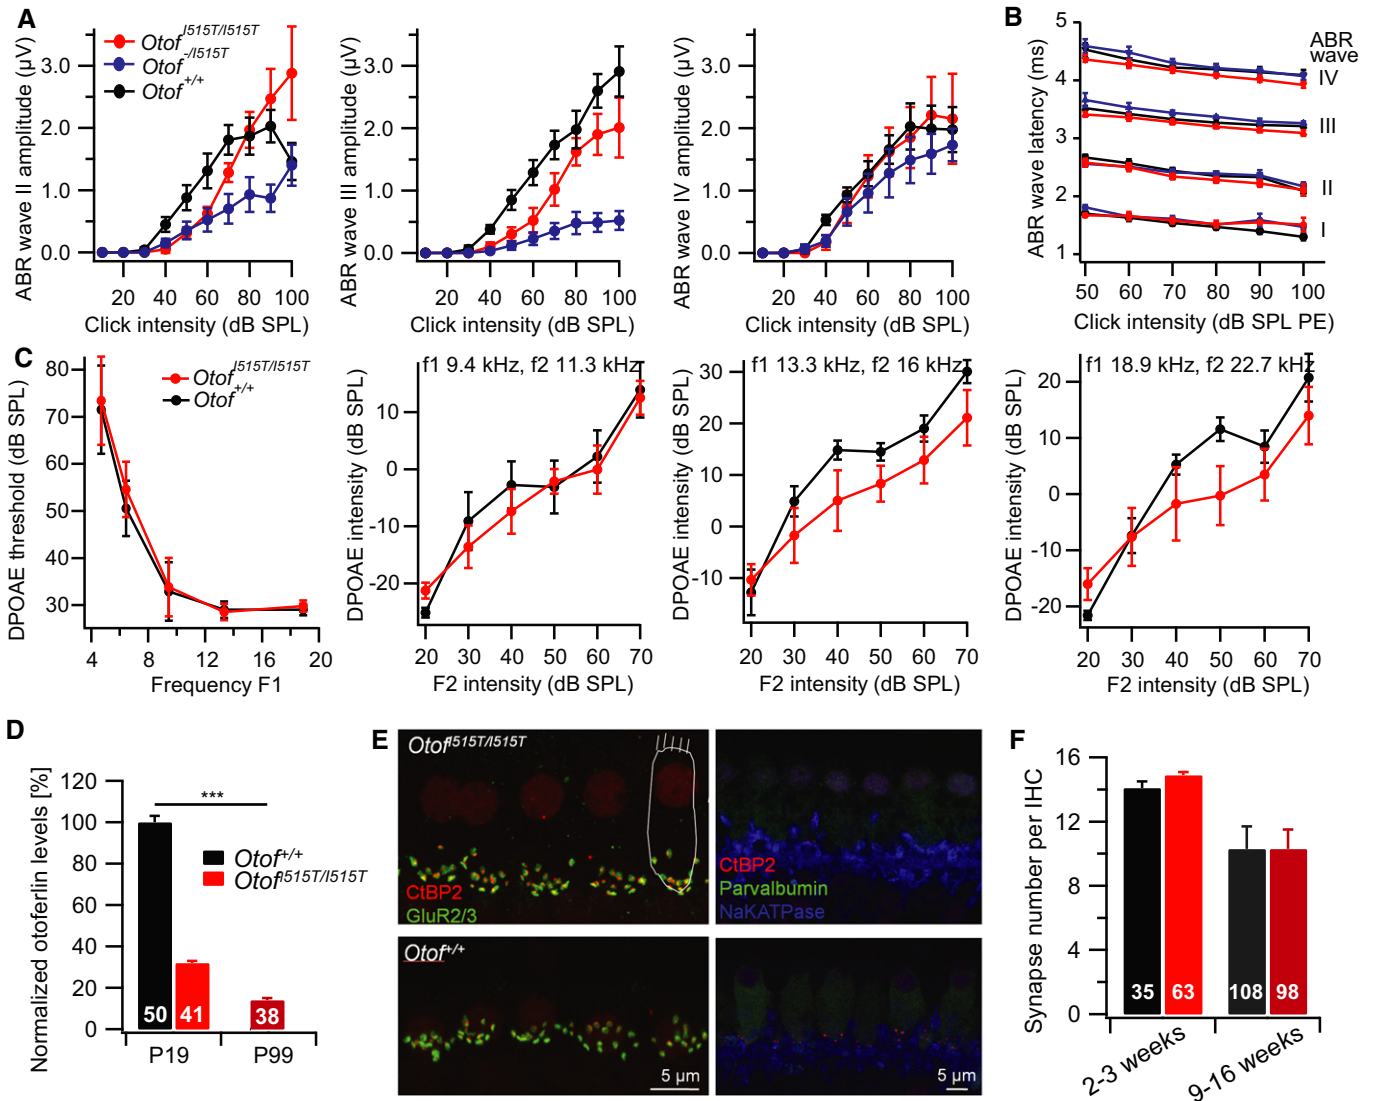 A
Otof I515T/I515T
Otof -/I515T
Otof +/+
ABR wave II amplitude (µV)
3.0
2.0
1.0
0.0
20 40 60 80 100
Click intensity (dB SPL)
ABR wave III amplitude (µV)
3.0
2.0
1.0
0.0
20 40 60 80 100
Click intensity (dB SPL)
ABR wave IV amplitude (µV)
3.0
2.0
1.0
0.0
20 40 60 80 100
Click intensity (dB SPL)
B
ABR wave latency (ms)
5
4
3
2
1
ABR
wave
IV
III
II
I
50 60 70 80 90 100
Click intensity (dB SPL PE)
C
Otof I515T/I515T
Otof +/+
DPOAE threshold (dB SPL)
80
70
60
50
40
30
4 8 12 16 20
Frequency F1
f1 9.4 kHz, f2 11.3 kHz
DPOAE intensity (dB SPL)
10
0
-10
-20
20 30 40 50 60 70
F2 intensity (dB SPL)
f1 13.3 kHz, f2 16 kHz
DPOAE intensity (dB SPL)
30
20
10
0
-10
20 30 40 50 60 70
F2 intensity (dB SPL)
f1 18.9 kHz, f2 22.7 kHz
DPOAE intensity (dB SPL)
20
10
0
-10
-20
20 30 40 50 60 70
F2 intensity (dB SPL)
D
Normalized otoferlin levels [%]
120
100
80
60
40
20
0
***
Otof +/+
Otof I515T/I515T
50 41 38
P19 P99
E
Otof I515T/I515T
CtBP2
GluR2/3
CtBP2
Parvalbumin
NaKATPase
Otof +/+
5 µm
5 µm
F
Synapse number per IHC
16
12
8
4
0
35 63 108 98
2-3 weeks
9-16 weeks